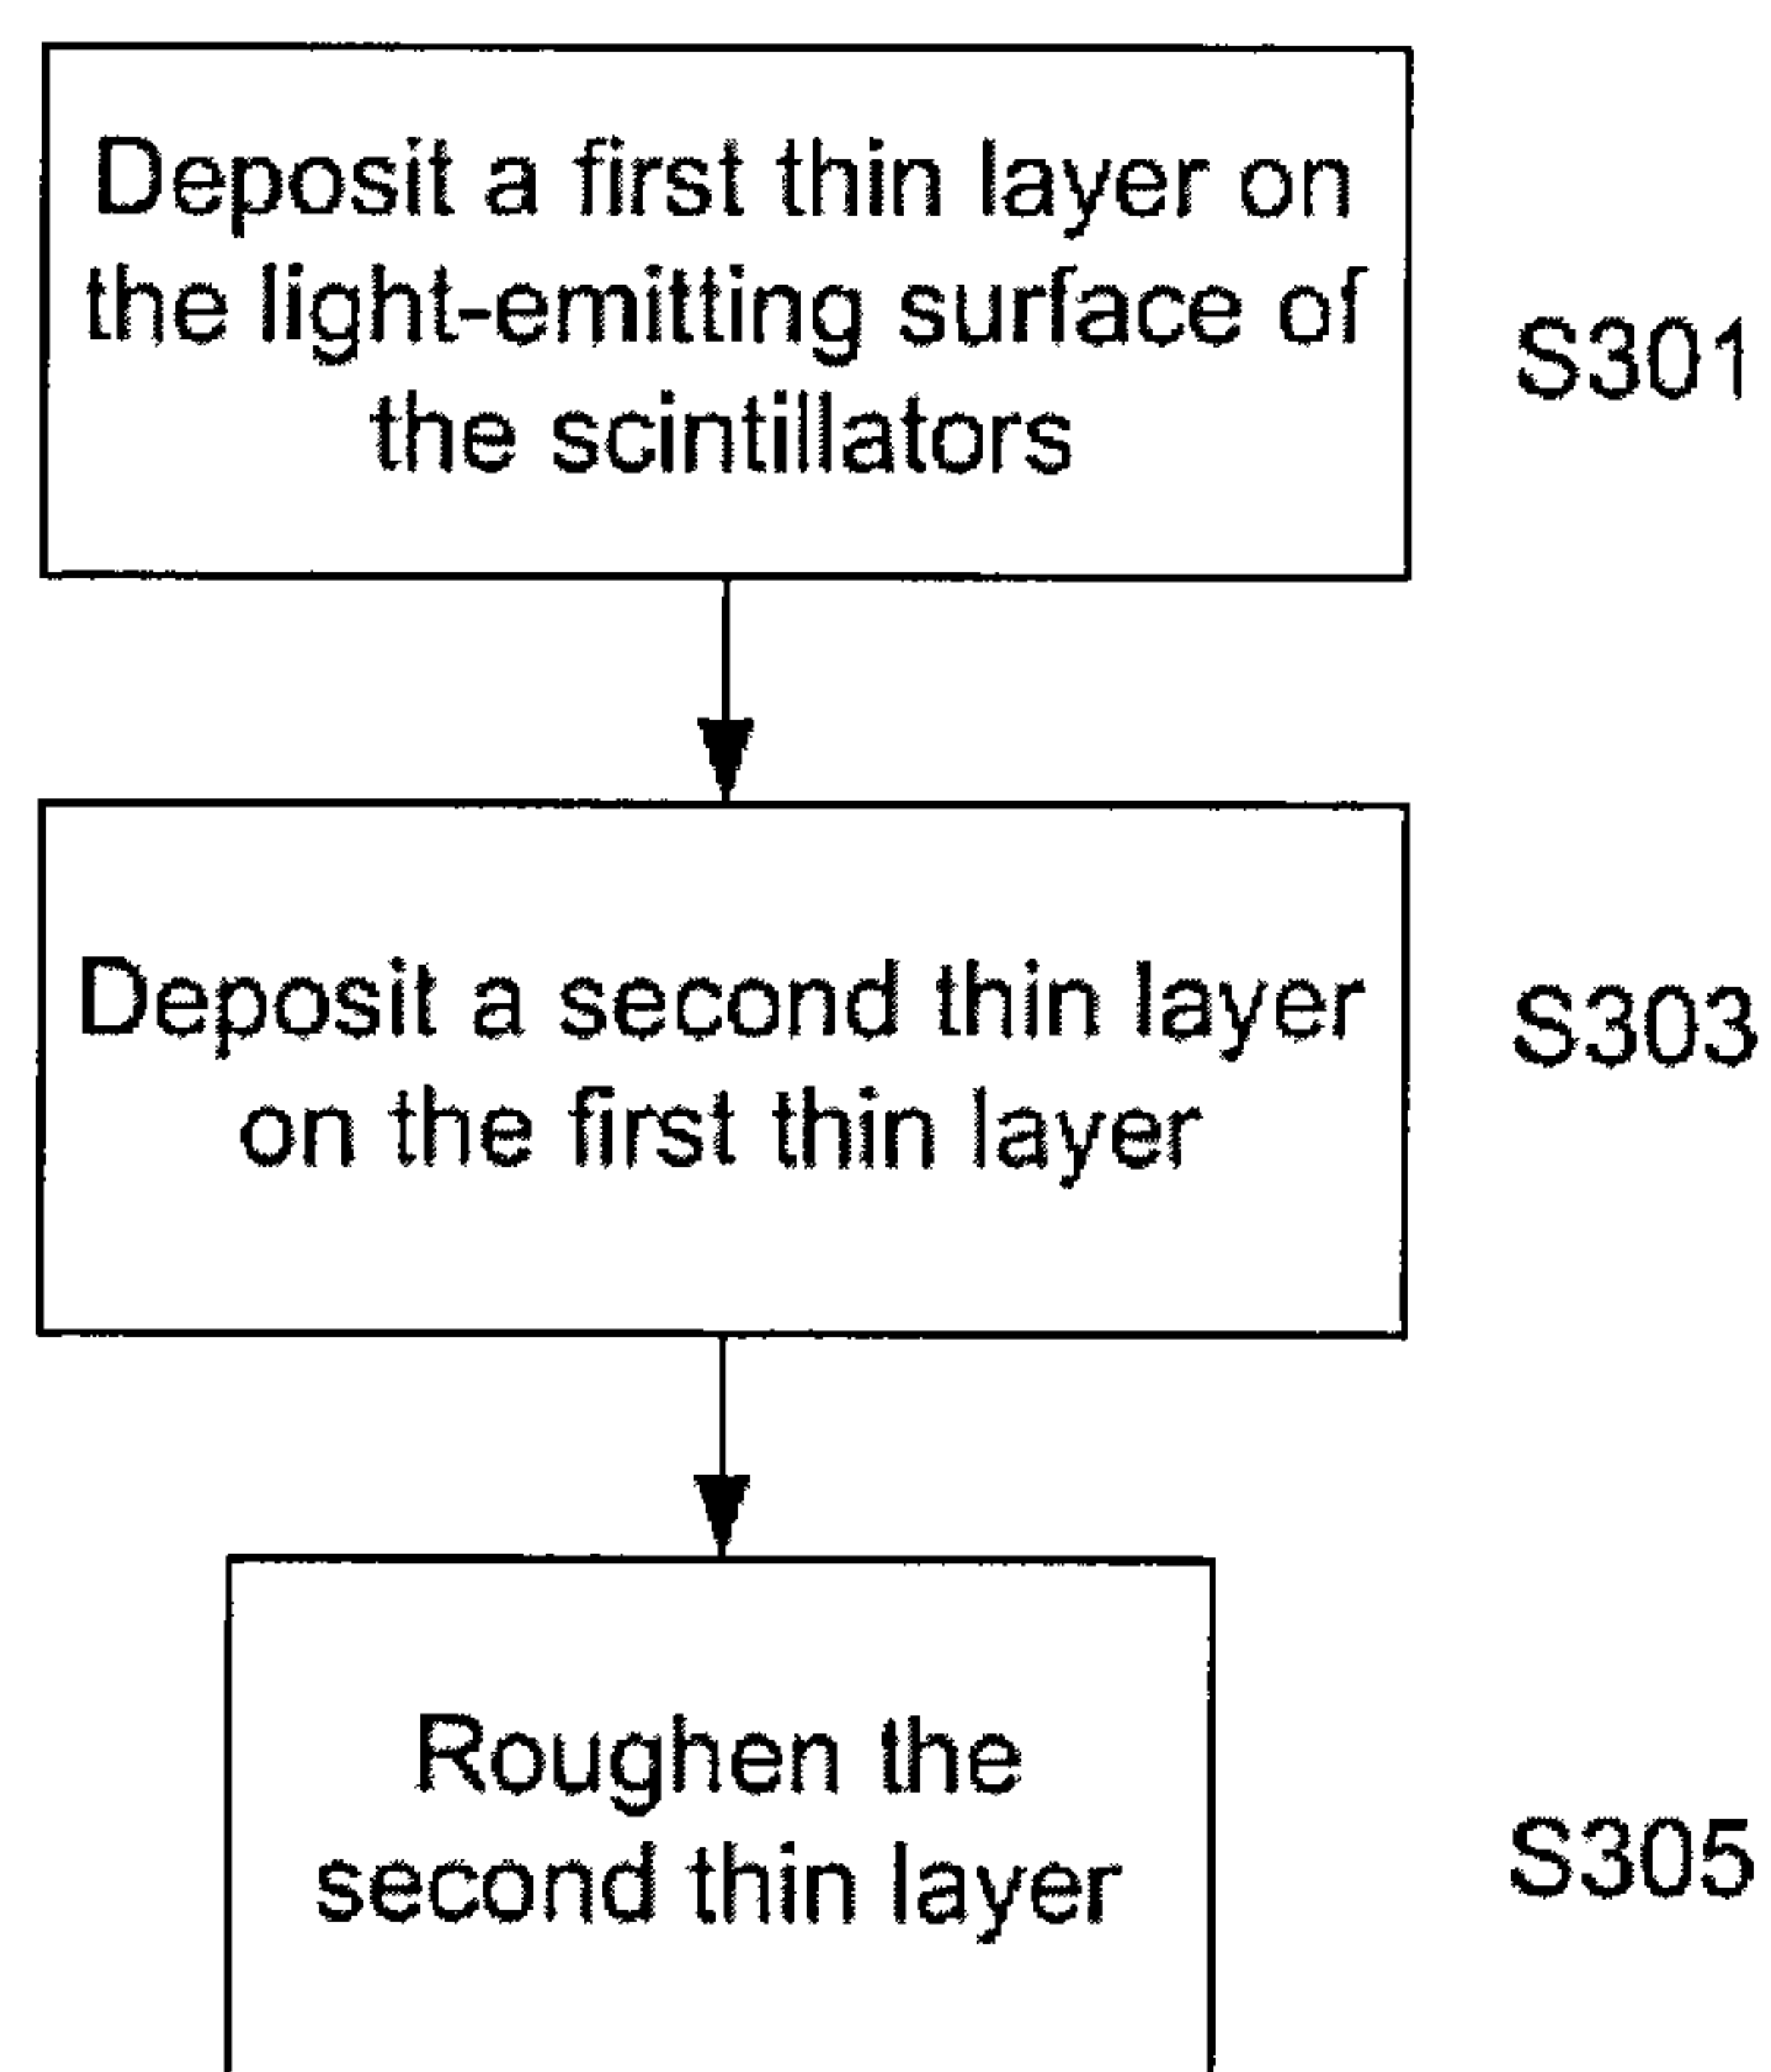 Deposit a first thin layer on
the light-emitting surface of
the scintillators
S301
Deposit a second thin layer
on the first thin layer
S303
Roughen the
second thin layer
S305